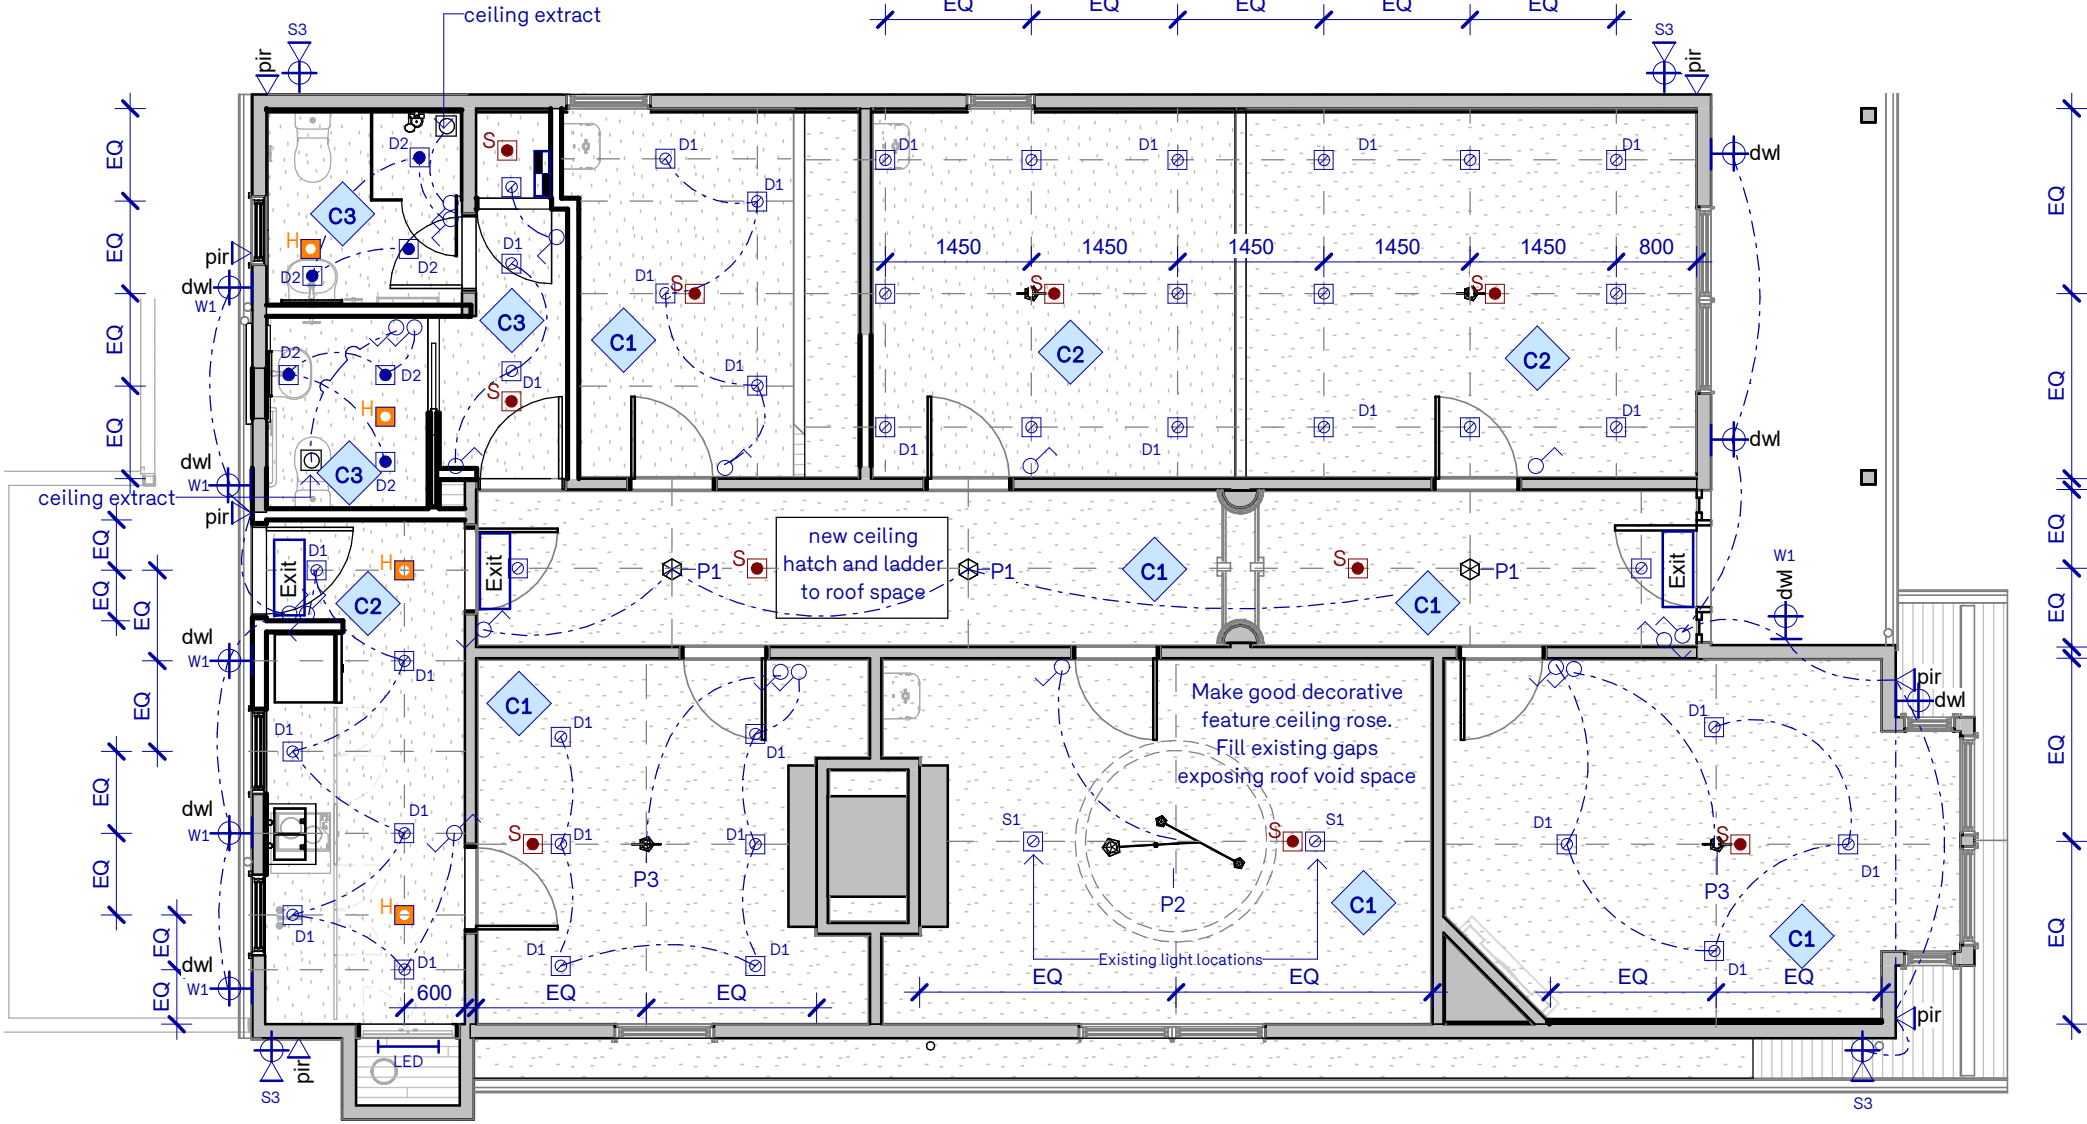 ceiling extract
EQ EQ EQ EQ EQ
S3 S3
pir pir
D2 S D1 D1 D1 D1 D1
dwl
EQ EQ
D1
C3
H
D2 D2
D1
1450 1450 1450 1450 1450 800
EQ
pir
dwl
W1
D1 S S S
C3 C1 C2 C2
EQ EQ
D2 D2
D1
S
H
D1 D1
dwl
D1 D1
EQ
dwl
W1
C3
D2
ceiling extract
pir
EQ
D1
Exit
H
C2
EQ
Exit
S
P1
new ceiling
hatch and ladder
to roof space
P1
C1
S
C1
P1
Exit
W1
dwl
EQ
EQ
EQ
EQ
dwl
W1
D1
C1
Make good decorative
feature ceiling rose.
Fill existing gaps
exposing roof void space
pir
dwl
EQ
D1
D1
D1
D1
EQ
dwl
W1
D1
S
D1
P3
D1
S1
S
S1
P2
D1
S
P3
D1
EQ
EQ
H
D1
C1
C1
EQ
EQ
dwl
W1
D1
D1
D1
Existing light locations
D1
EQ
600
EQ EQ
EQ EQ
EQ EQ
pir
LED
pir
S3
S3